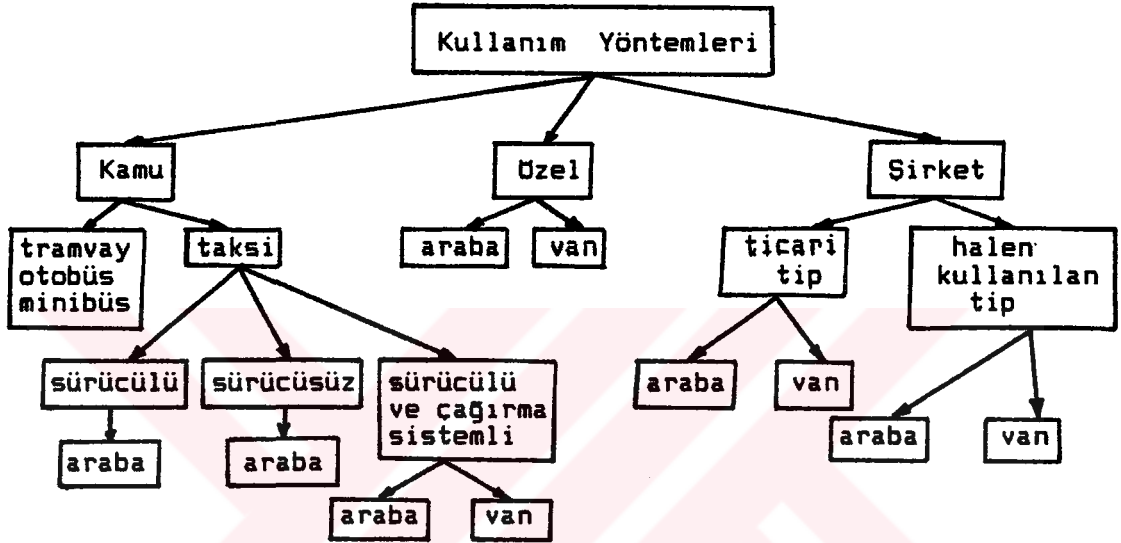 Kullanım Yöntemleri
Kamu
Özel
Şirket
tramvay
otobüs
minibüs
taksi
araba
van
ticari
tip
halen
kullanılan
tip
sürücülü
sürücüsüz
sürücülü
ve çağırma
sistemli
araba
van
araba
van
araba
araba
araba
van